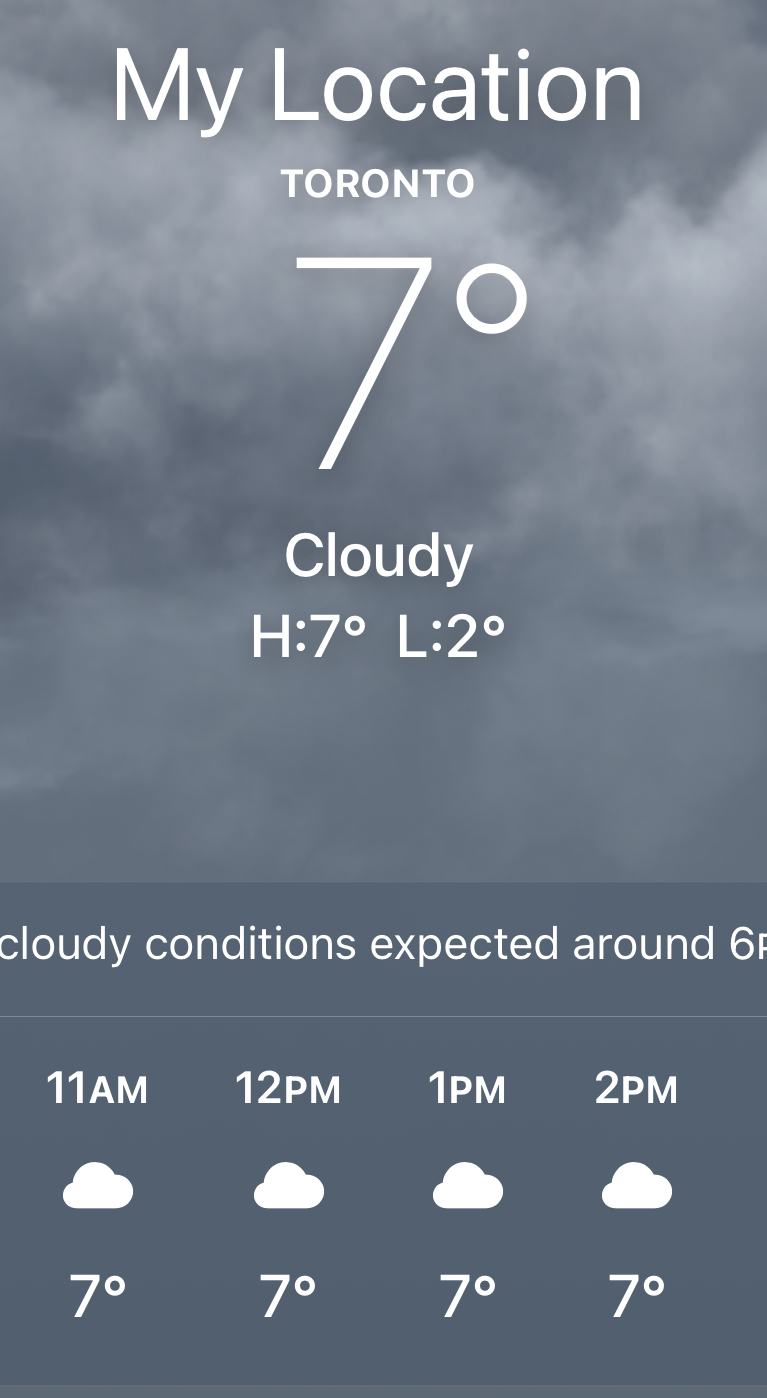 My Location
TORONTO
7°
Cloudy
H:7° L:2°
cloudy conditions expected around 6
11AM 12PM 1PM 2PM
7° 7° 7° 7°